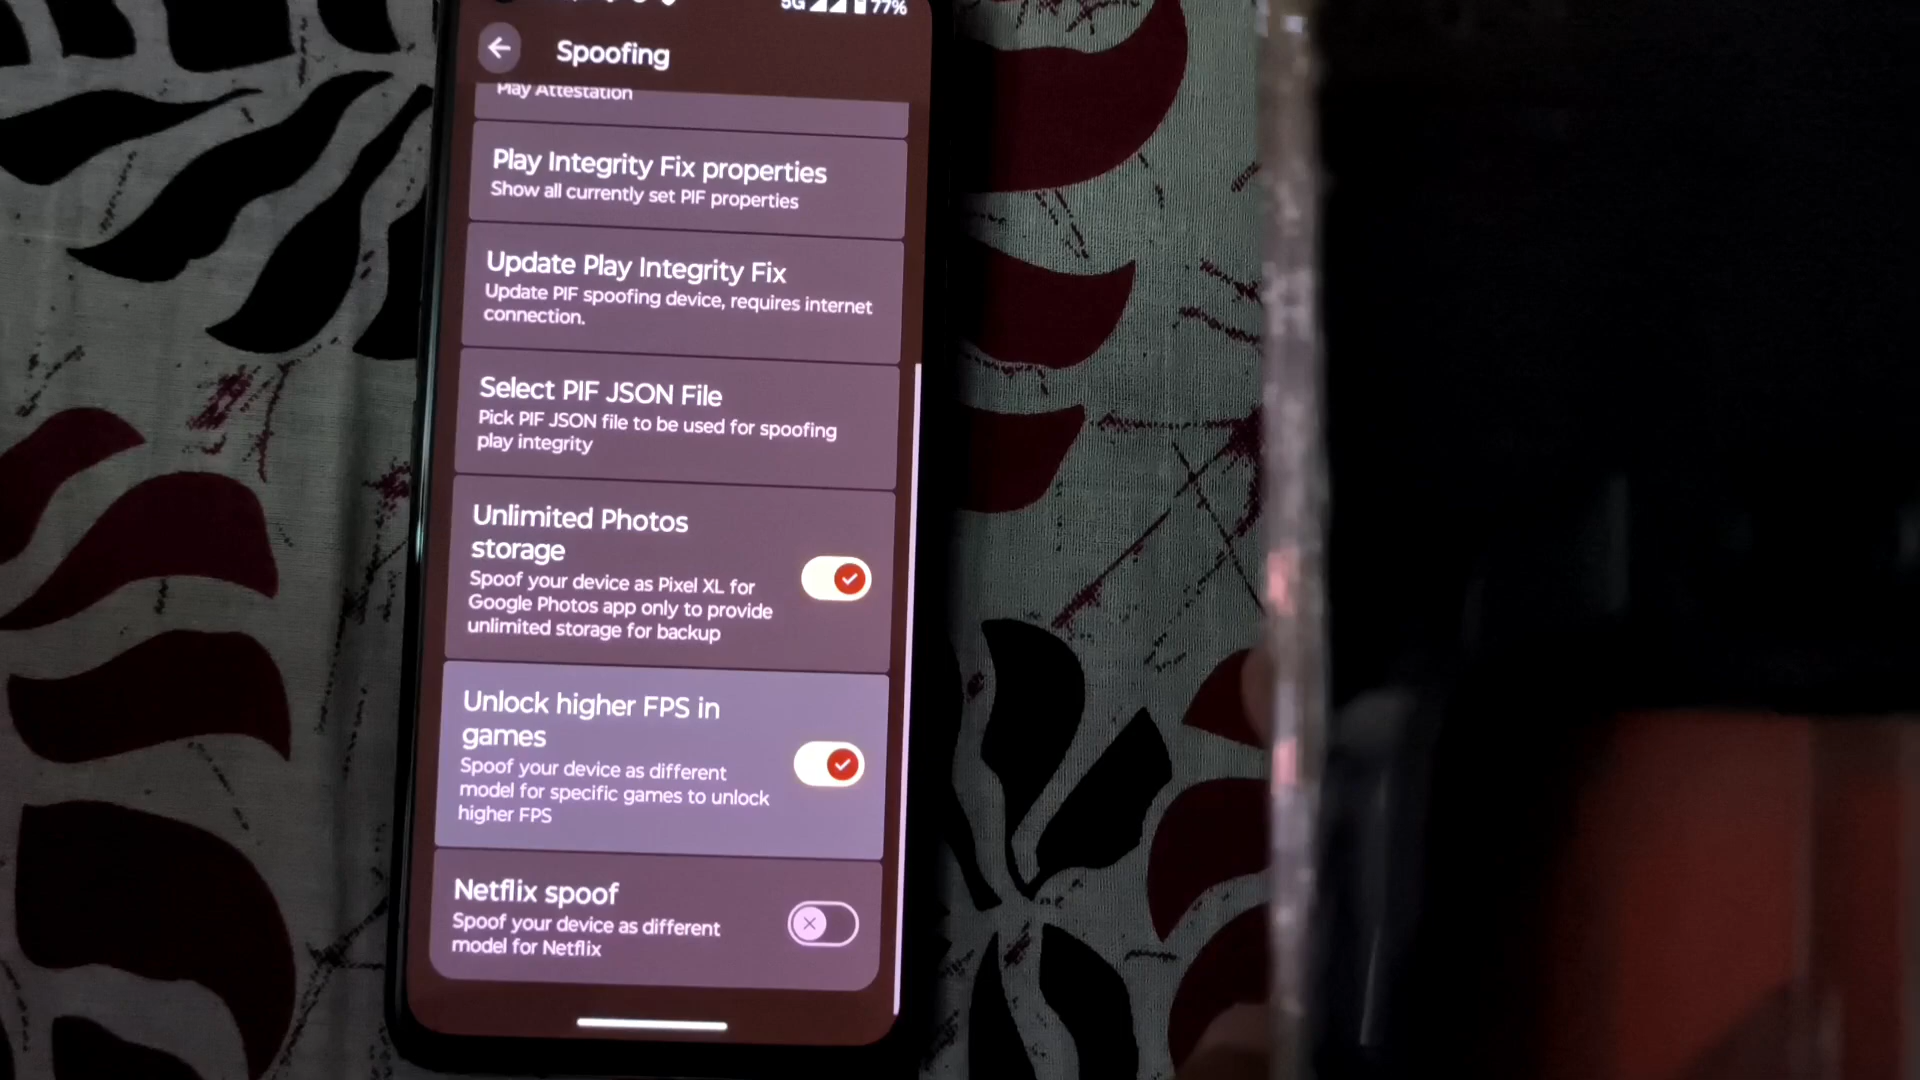 5G 77%
Spoofing
Play Attestation
Play Integrity Fix properties
Show all currently set PIF properties
Update Play Integrity Fix
Update PIF spoofing device, requires internet
connection.
Select PIF JSON File
Pick PIF JSON file to be used for spoofing
play integrity
Unlimited Photos
storage
Spoof your device as Pixel XL for
Google Photos app only to provide
unlimited storage for backup
Unlock higher FPS in
games
Spoof your device as different
model for specific games to unlock
higher FPS
Netflix spoof
Spoof your device as different
model for Netflix